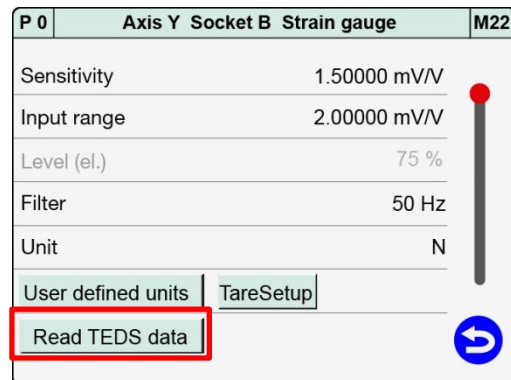 P 0 Axis Y Socket B Strain gauge M22
Sensitivity 1.50000 mV/V
Input range 2.00000 mV/V
Level (el.) 75 %
Filter 50 Hz
Unit N
User defined units TareSetup
Read TEDS data